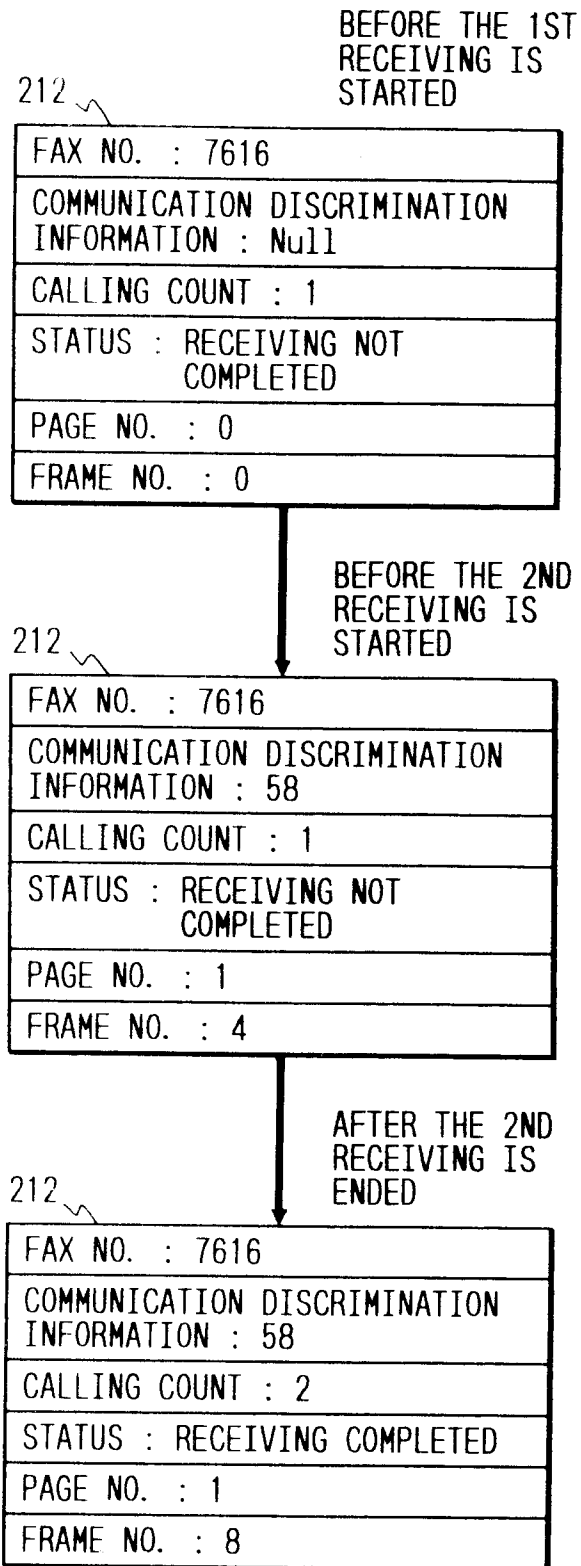 BEFORE THE 1ST
RECEIVING IS
STARTED
212
FAX NO. : 7616
COMMUNICATION DISCRIMINATION
INFORMATION : Null
CALLING COUNT : 1
STATUS : RECEIVING NOT
COMPLETED
PAGE NO. : 0
FRAME NO. : 0
BEFORE THE 2ND
RECEIVING IS
STARTED
212
FAX NO. : 7616
COMMUNICATION DISCRIMINATION
INFORMATION : 58
CALLING COUNT : 1
STATUS : RECEIVING NOT
COMPLETED
PAGE NO. : 1
FRAME NO. : 4
AFTER THE 2ND
RECEIVING IS
ENDED
212
FAX NO. : 7616
COMMUNICATION DISCRIMINATION
INFORMATION : 58
CALLING COUNT : 2
STATUS : RECEIVING COMPLETED
PAGE NO. : 1
FRAME NO. : 8